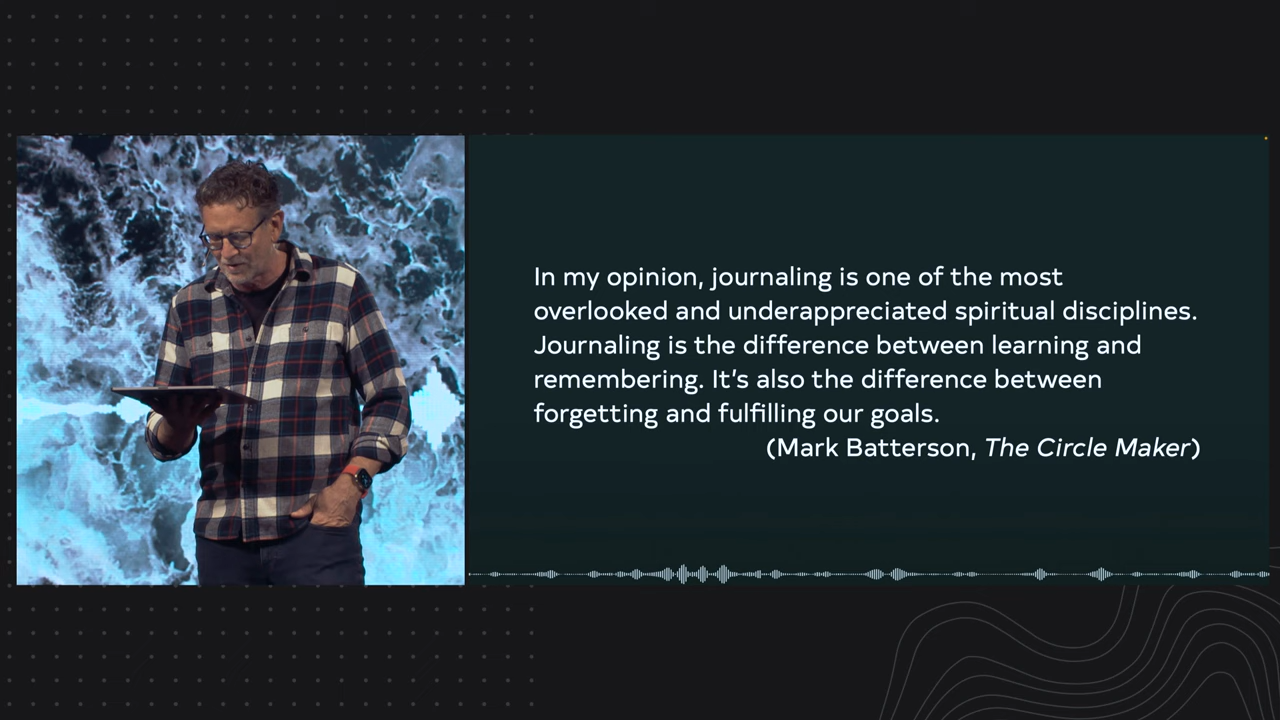 In my opinion, journaling is one of the most
overlooked and underappreciated spiritual disciplines.
Journaling is the difference between learning and
remembering. It's also the difference between
forgetting and fulfilling our goals.
(Mark Batterson, The Circle Maker)